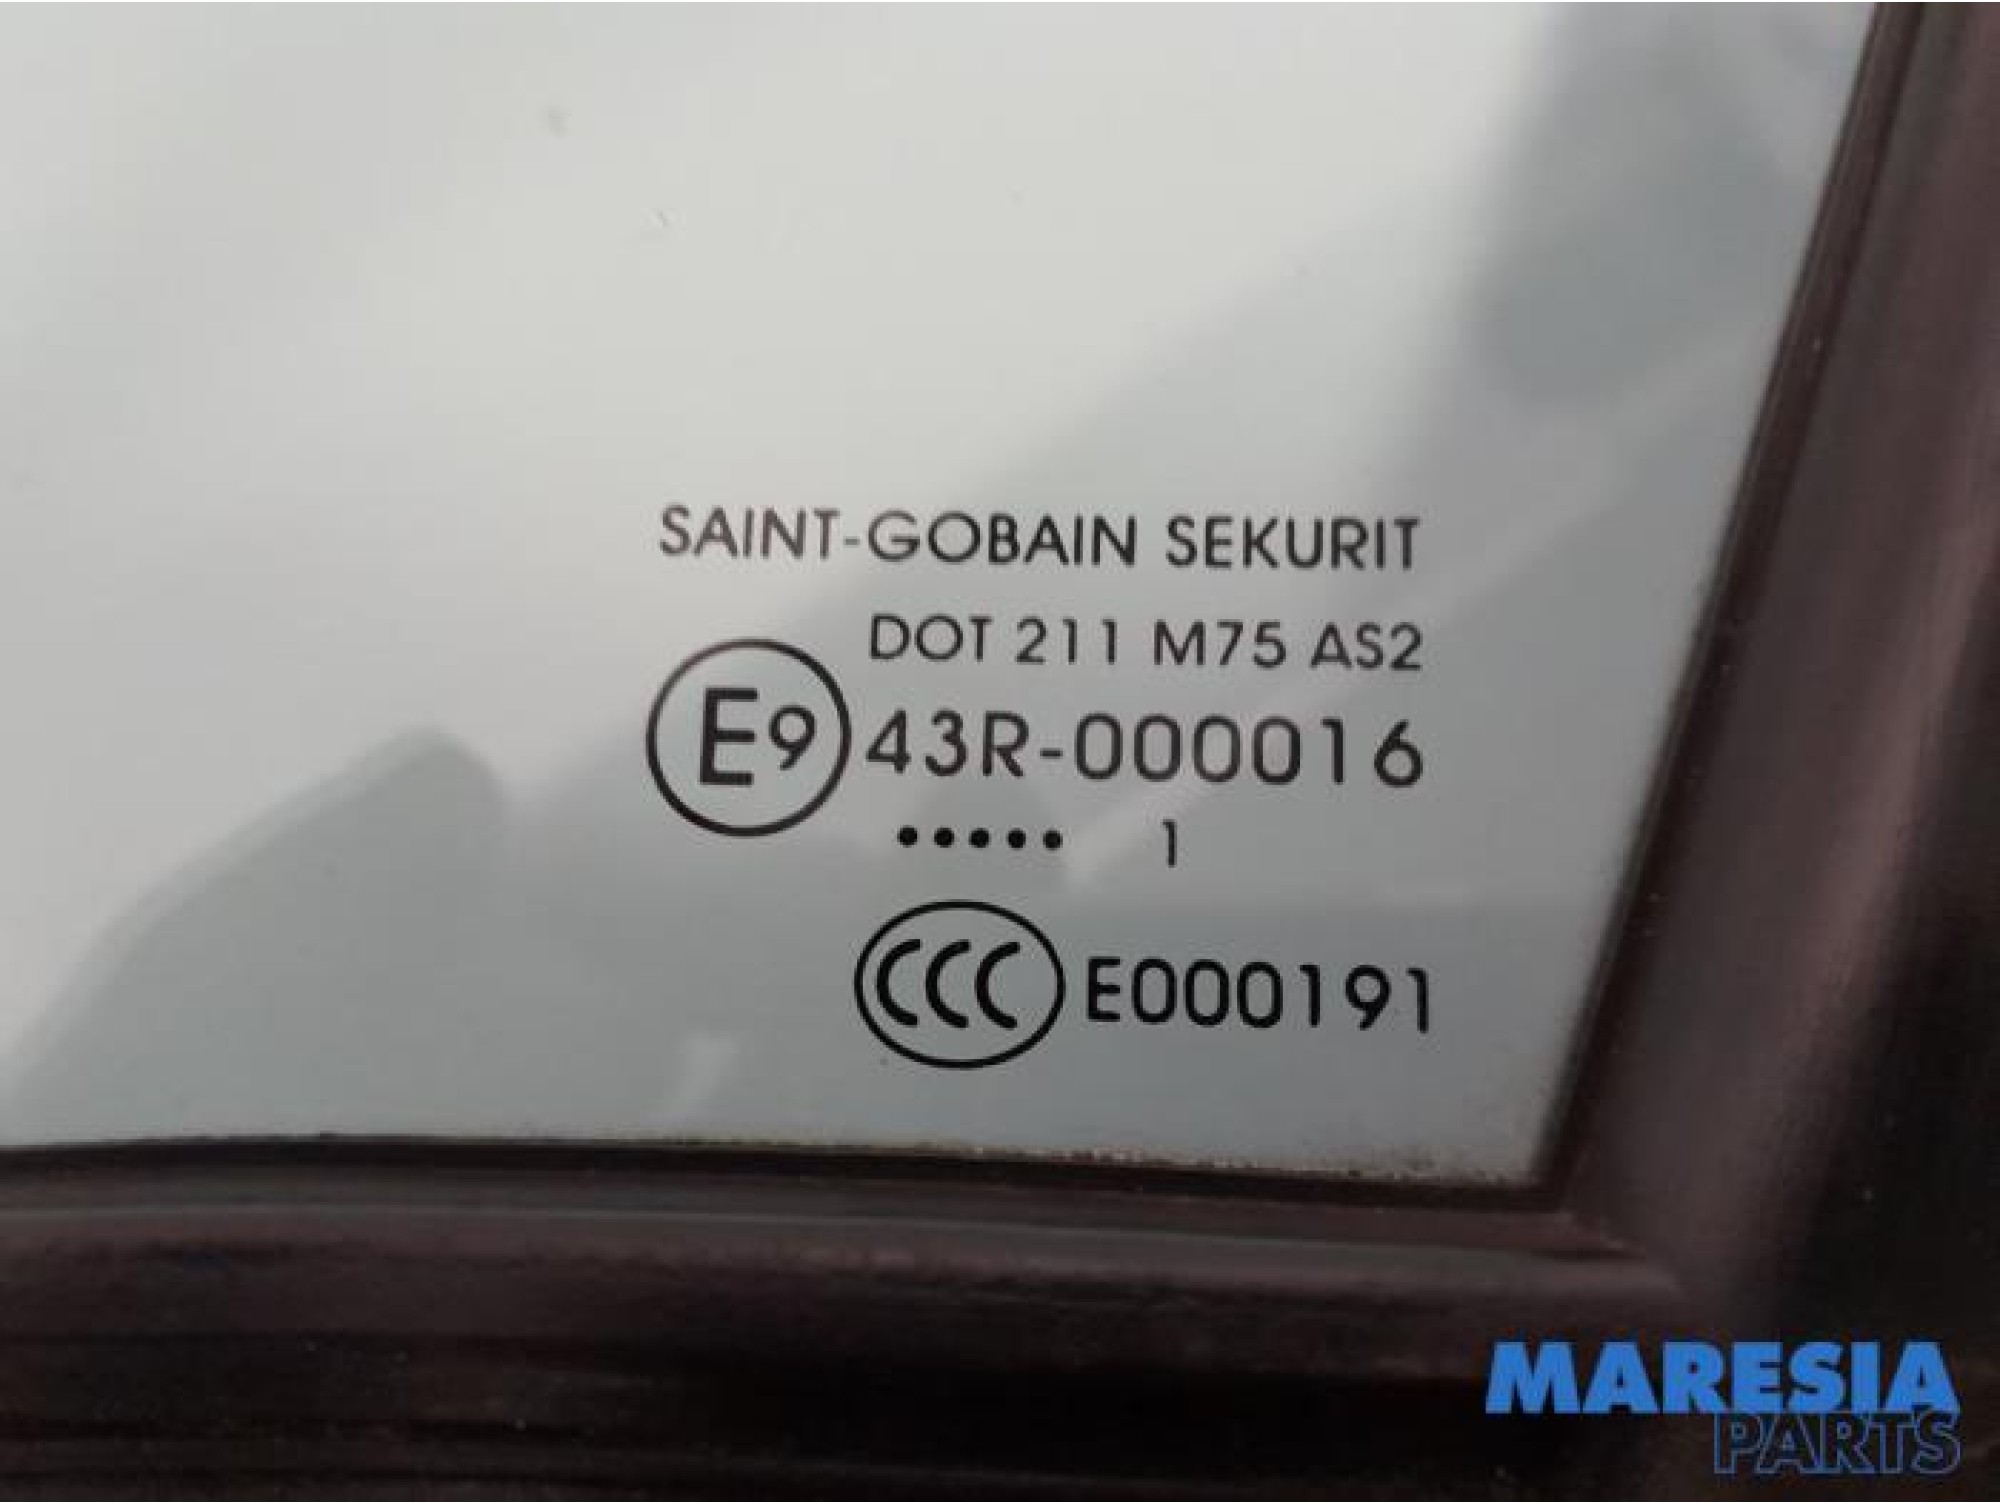 SAINT-GOBAIN SEKURIT
DOT 211 M75 AS2
E9 43R-000016
••••• 1
CCC E000191
MARESIA
PARTS